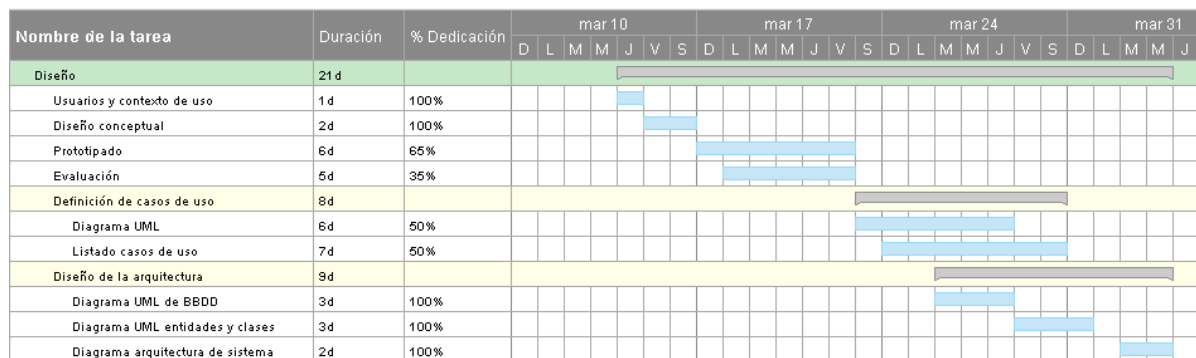 Nombre de la tarea Duración % Dedicación mar 10 mar 17 mar 24 mar 31
D L M M J V S D L M M J V S D L M M J V S D L M M J
Diseño 21 d
Usuarios y contexto de uso 1 d 100%
Diseño conceptual 2d 100%
Prototipado 6d 65%
Evaluación 5d 35%
Definición de casos de uso 8d
Diagrama UML 6d 50%
Listado casos de uso 7d 50%
Diseño de la arquitectura 9d
Diagrama UML de BBDD 3d 100%
Diagrama UML entidades y clases 3d 100%
Diagrama arquitectura de sistema 2d 100%